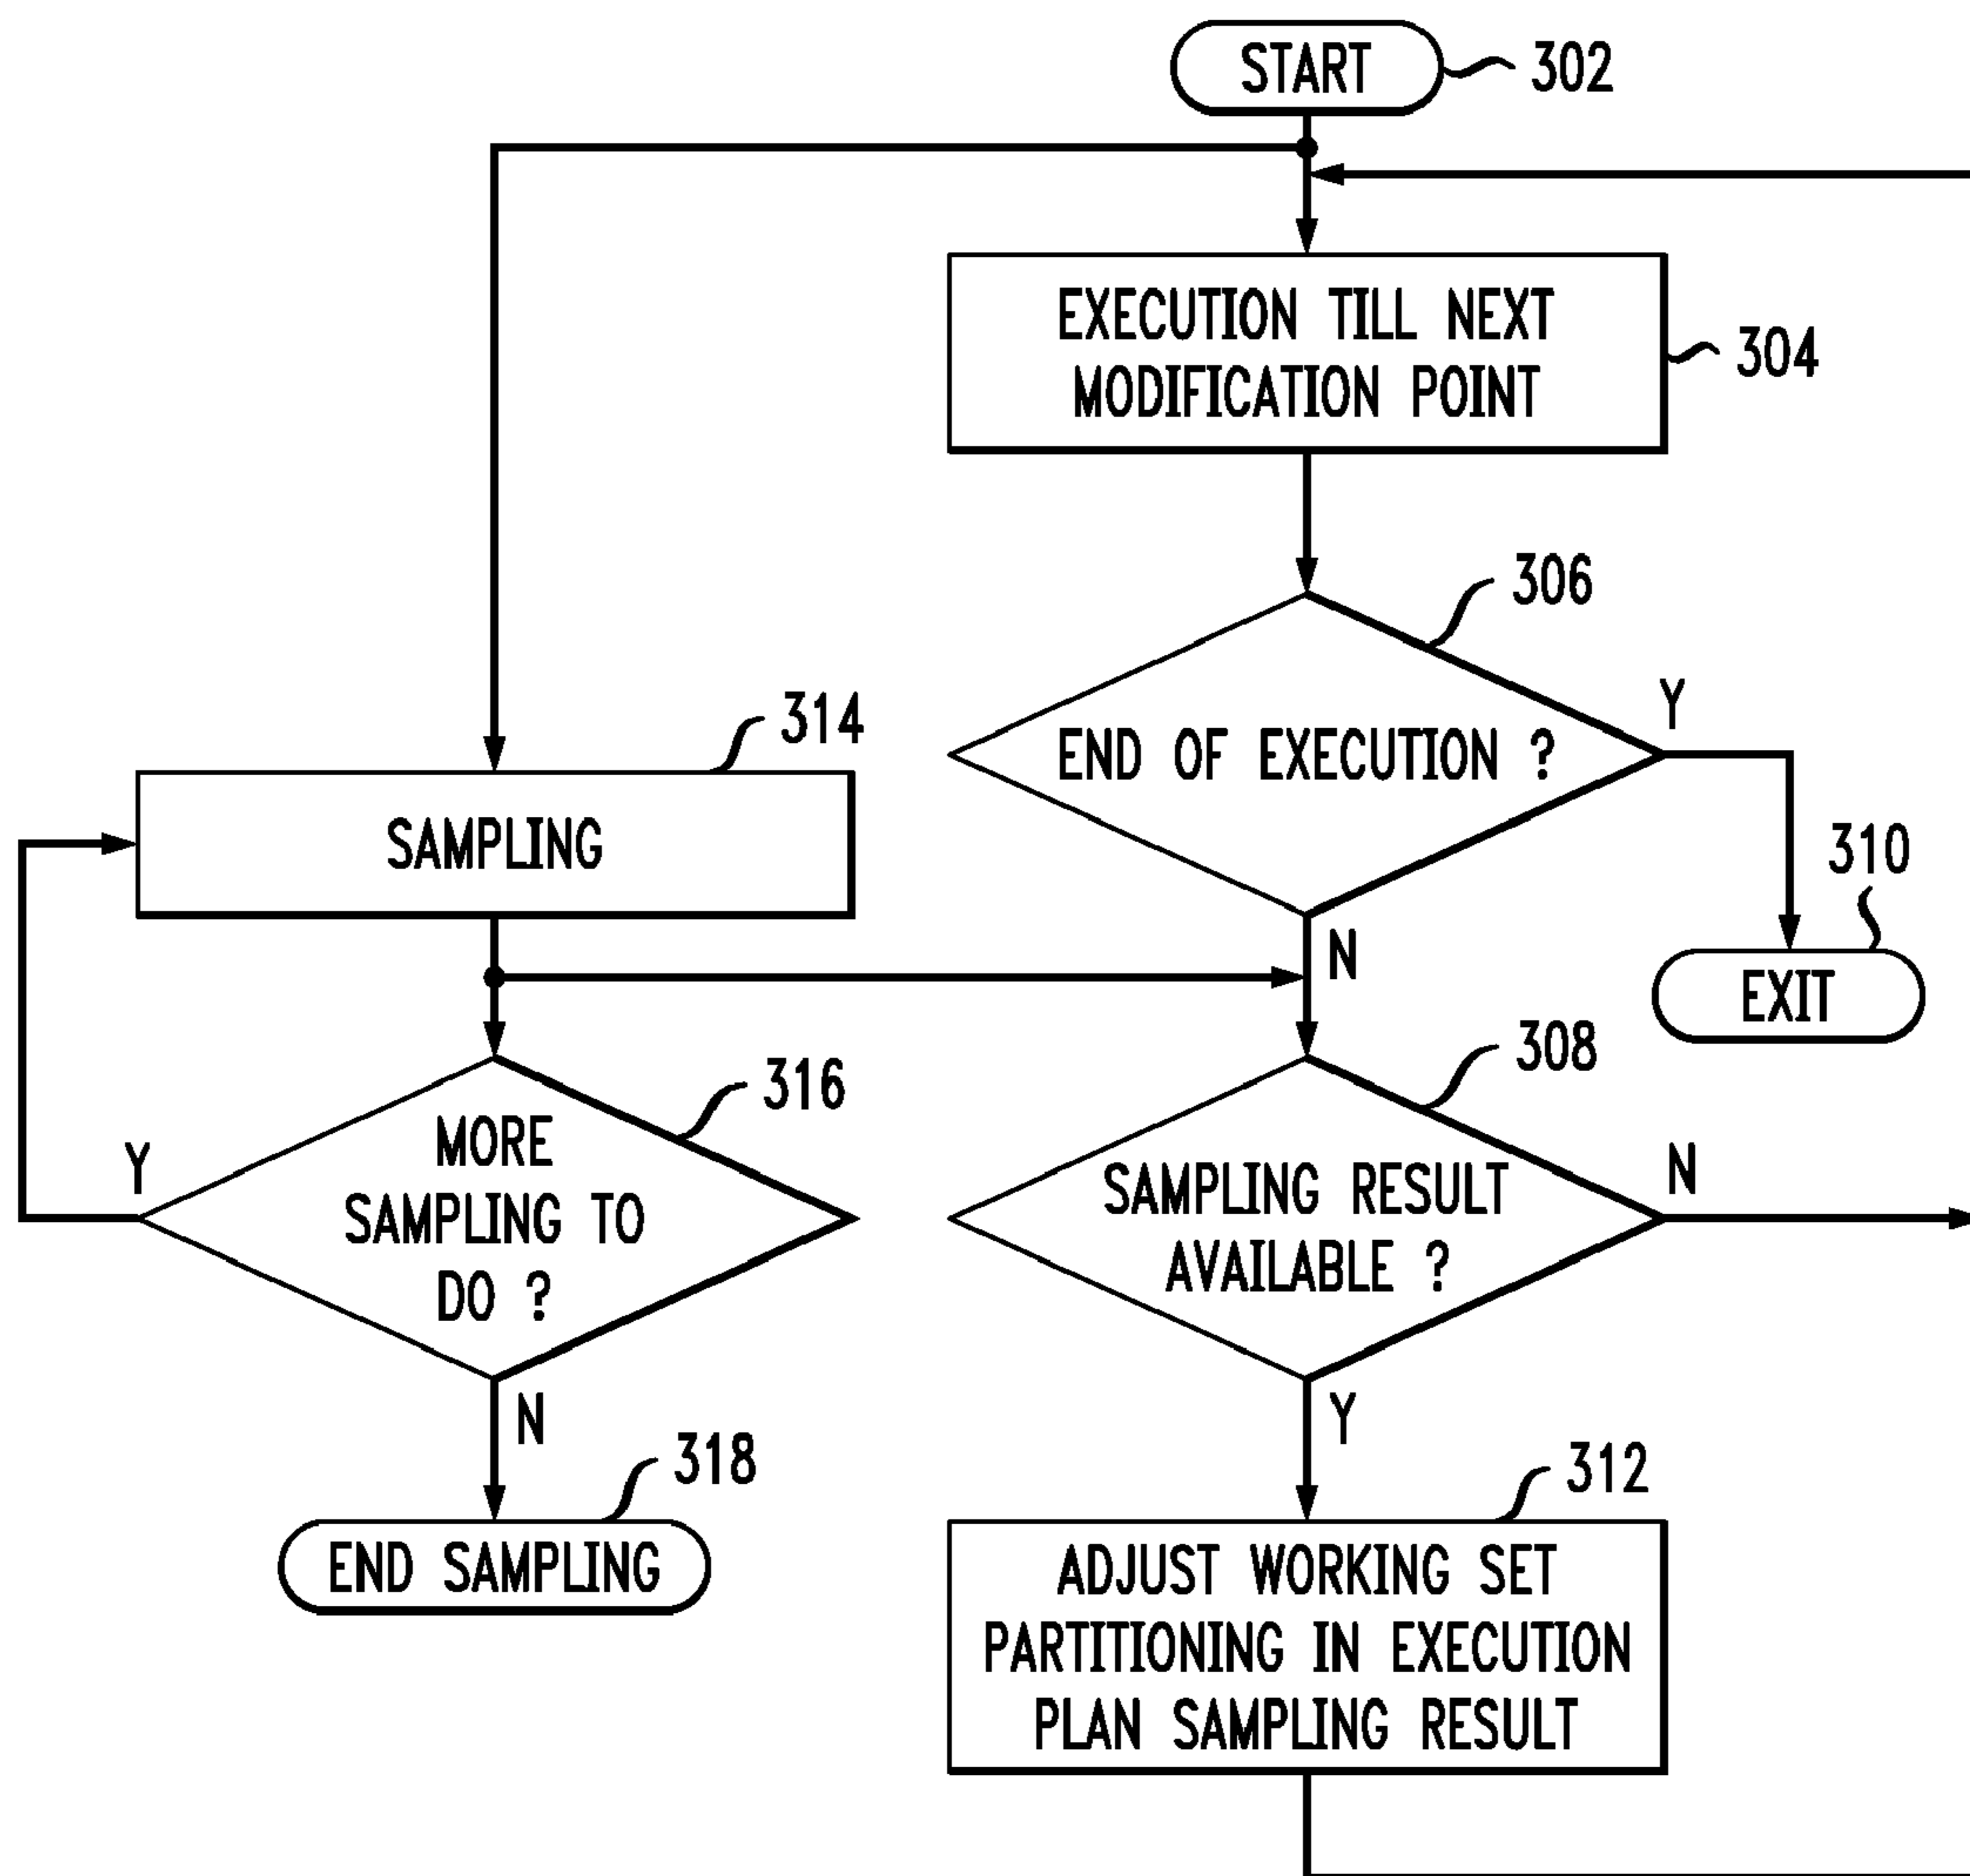 START
302
EXECUTION TILL NEXT
MODIFICATION POINT
304
306
END OF EXECUTION ?
Y
314
SAMPLING
310
EXIT
N
308
316
MORE
SAMPLING TO
DO ?
Y
SAMPLING RESULT
AVAILABLE ?
N
N
Y
318
END SAMPLING
312
ADJUST WORKING SET
PARTITIONING IN EXECUTION
PLAN SAMPLING RESULT